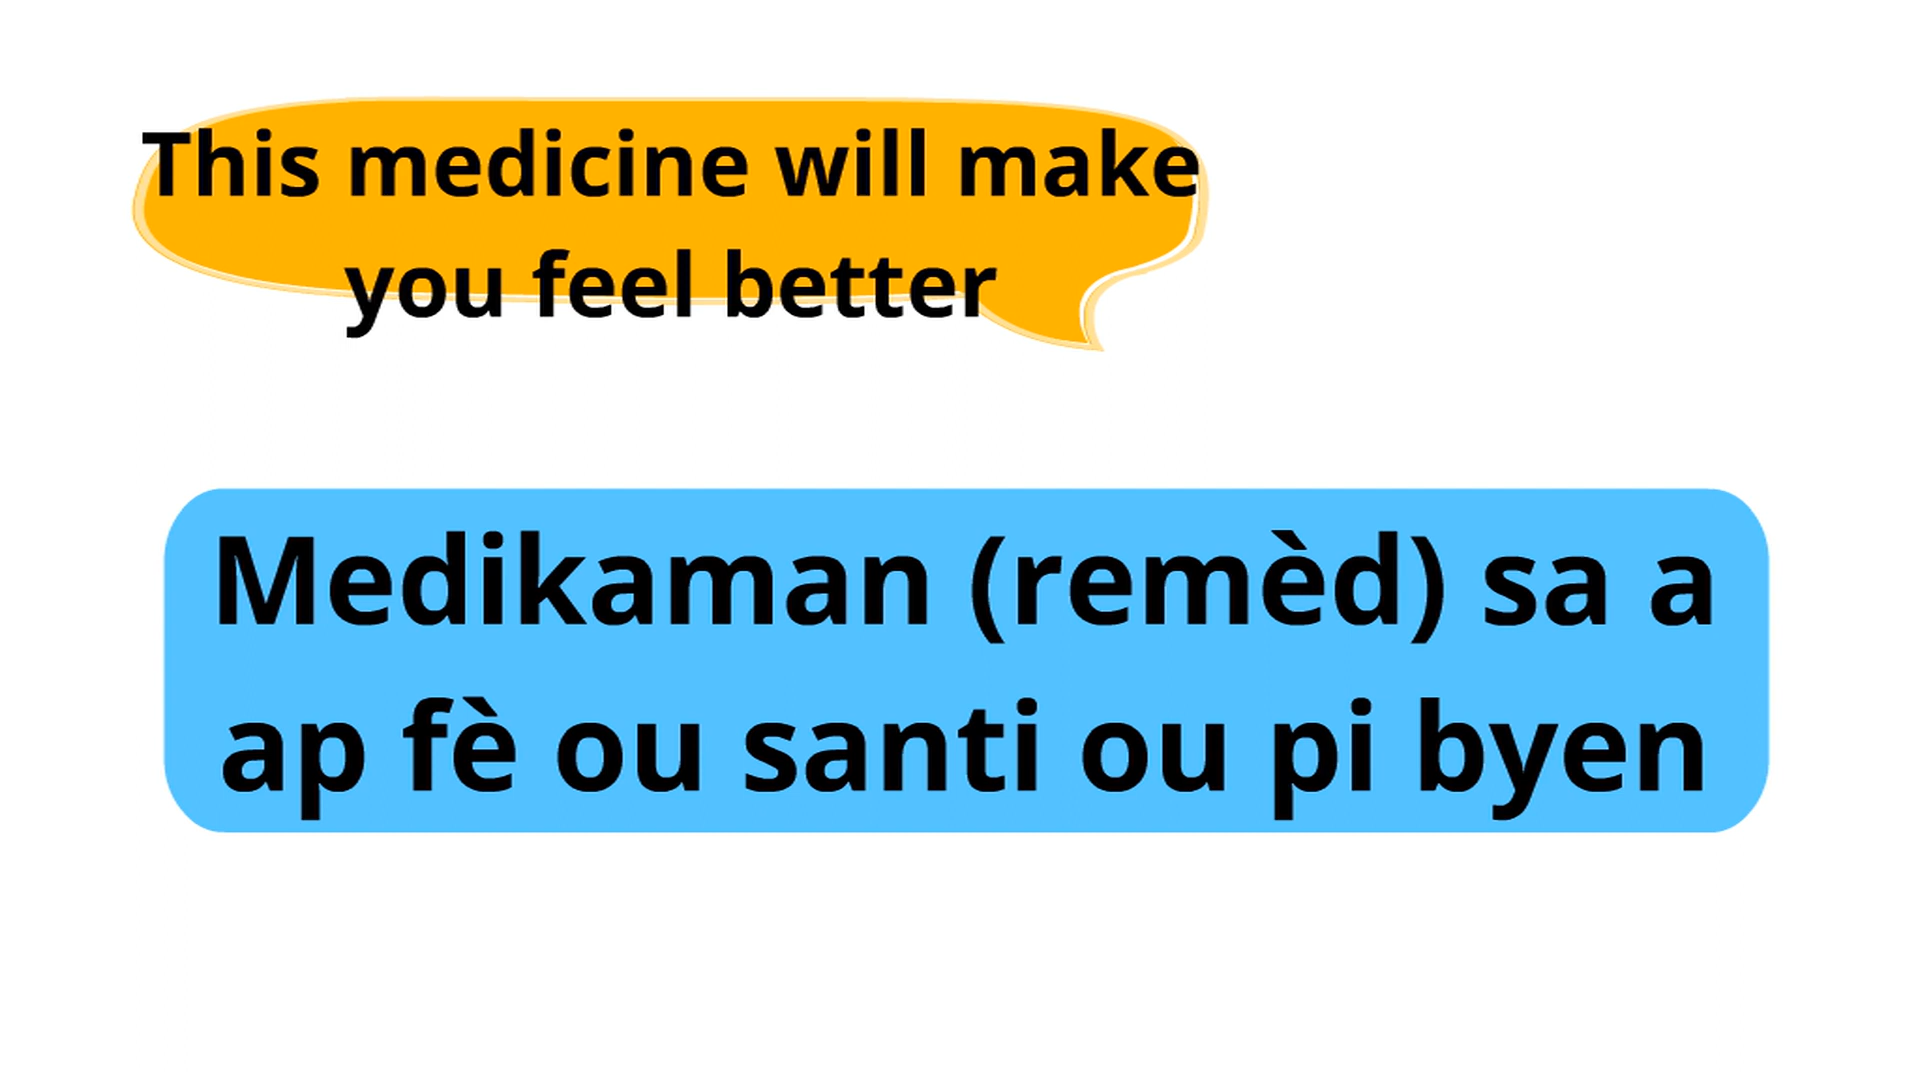 This medicine will make
you feel better
Medikaman (remèd) sa a
ap fè ou santi ou pi byen